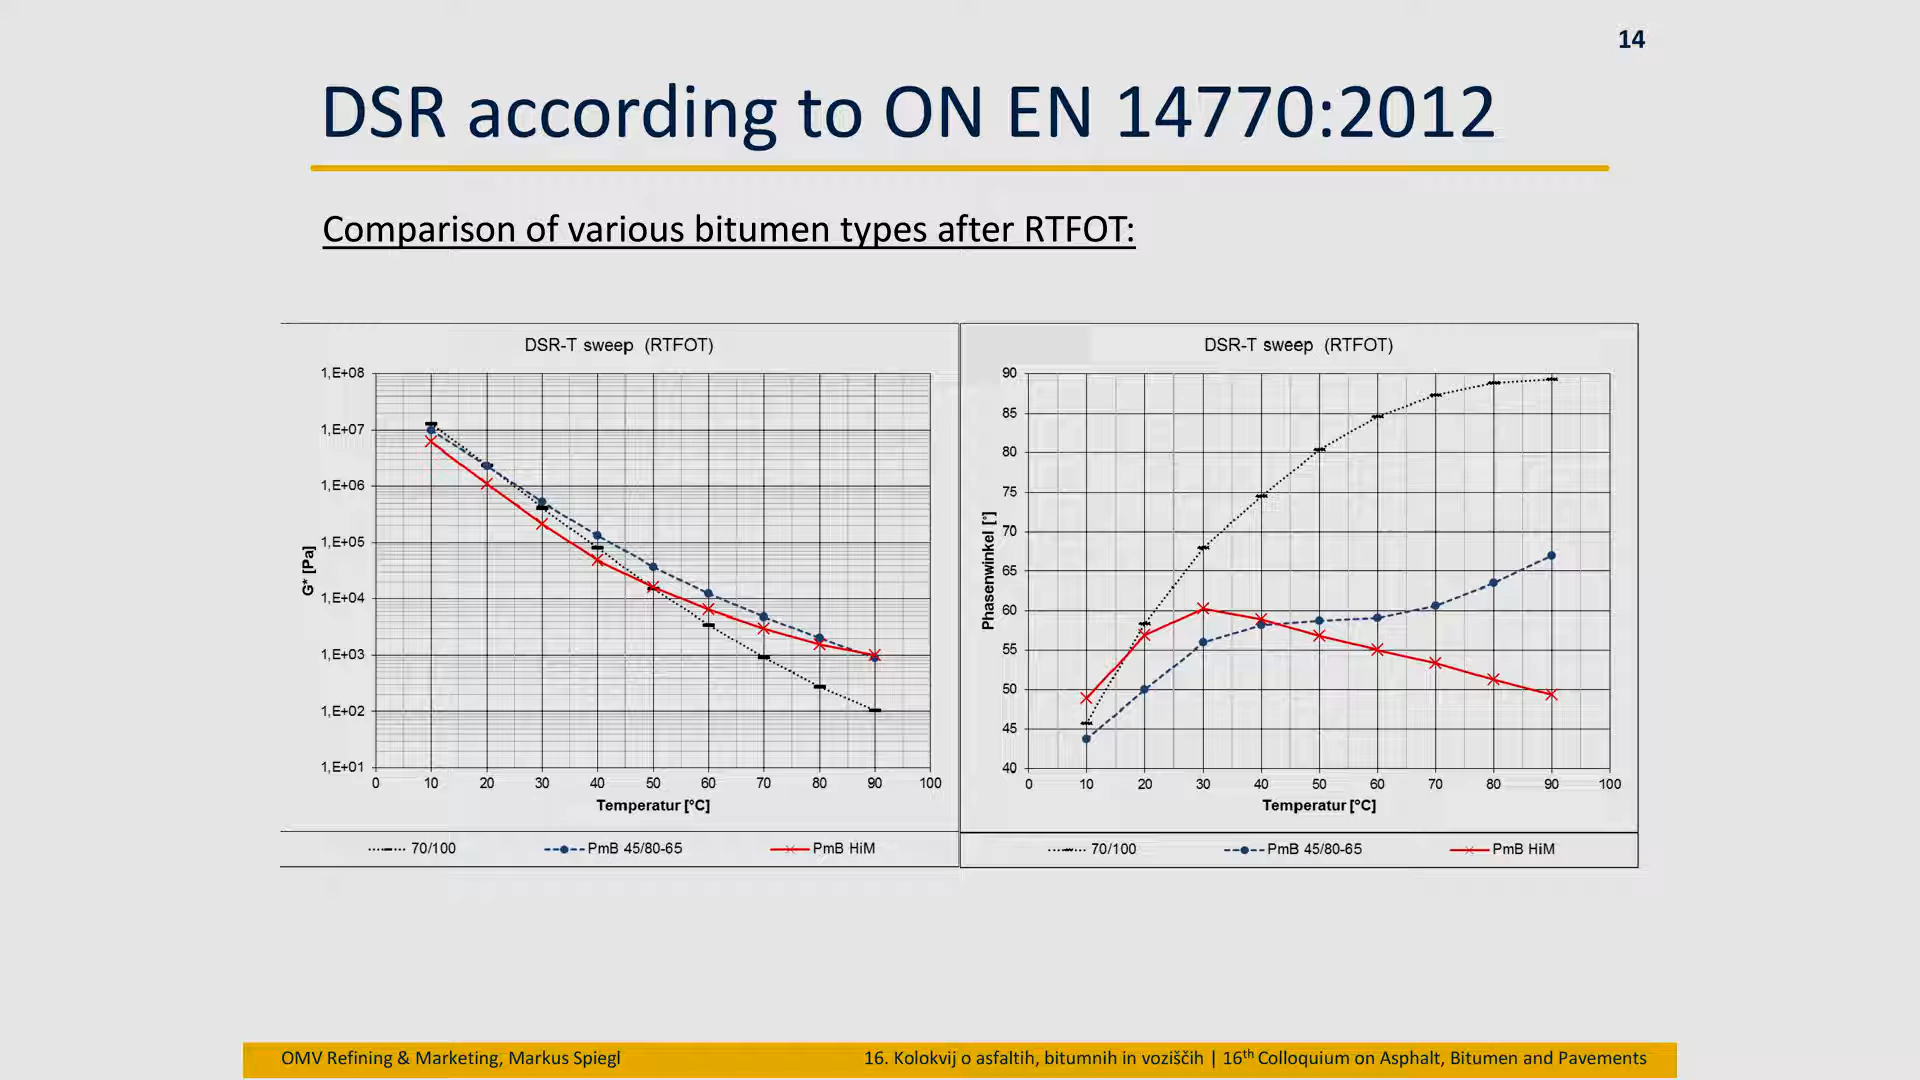 14
DSR according to ON EN 14770:2012
Comparison of various bitumen types after RTFOT:
DSR-T sweep (RTFOT)
1,E+08
1,E+07
1,E+06
1,E+05
1,E+04
1,E+03
1,E+02
1,E+01
G* [Pa]
0 10 20 30 40 50 60 70 80 90 100
Temperatur [°C]
70/100 PmB 45/80-65 PmB HiM
DSR-T sweep (RTFOT)
90
85
80
75
70
65
60
55
50
45
40
Phasenwinkel [°]
0 10 20 30 40 50 60 70 80 90 100
Temperatur [°C]
70/100 PmB 45/80-65 PmB HiM
OMV Refining & Marketing, Markus Spiegl
16. Kolokvij o asfaltih, bitumnih in voziščih | 16th Colloquium on Asphalt, Bitumen and Pavements